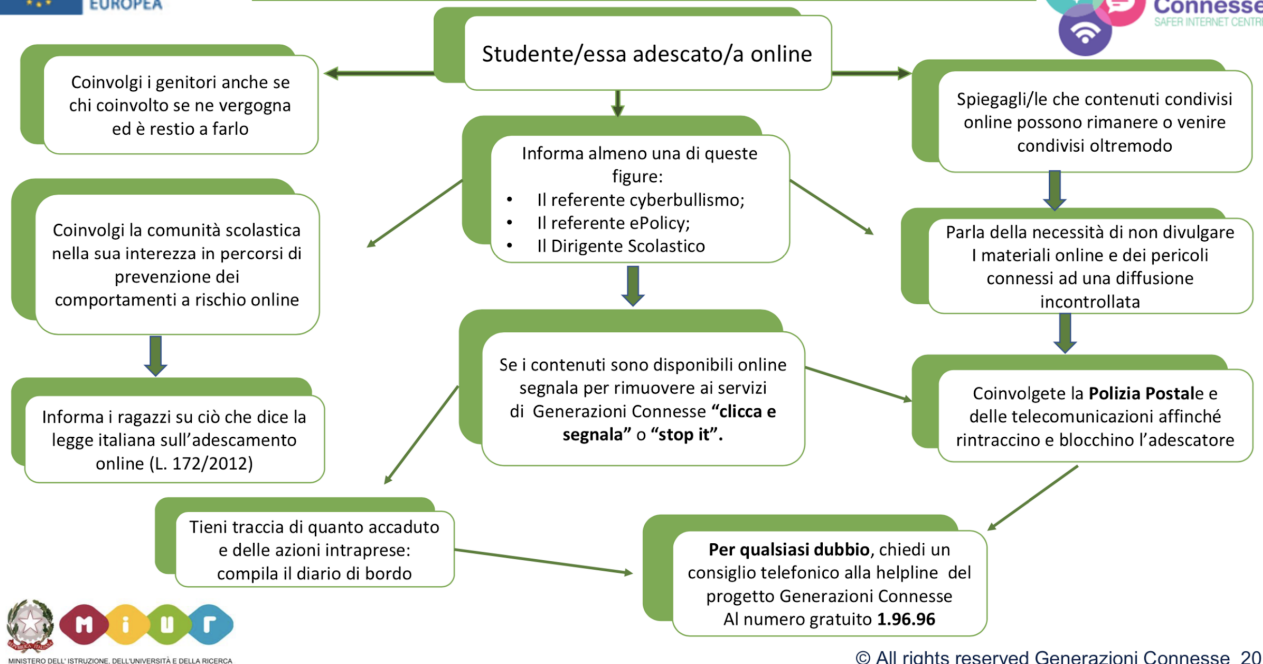 EUROPEA
Connesse
SAFER INTERNET CENTRE
Studente/essa adescato/a online
Coinvolgi i genitori anche se
chi coinvolto se ne vergogna
ed è restio a farlo
Spiegagli/le che contenuti condivisi
online possono rimanere o venire
condivisi oltremodo
Informa almeno una di queste
figure:
• Il referente cyberbullismo;
• Il referente ePolicy;
• Il Dirigente Scolastico
Coinvolgi la comunità scolastica
nella sua interezza in percorsi di
prevenzione dei
comportamenti a rischio online
Parla della necessità di non divulgare
I materiali online e dei pericoli
connessi ad una diffusione
incontrollata
Se i contenuti sono disponibili online
segnala per rimuovere ai servizi
di Generazioni Connesse “clicca e
segnala” o “stop it”.
Informa i ragazzi su ciò che dice la
legge italiana sull’adescamento
online (L. 172/2012)
Coinvolgete la Polizia Postale e
delle telecomunicazioni affinché
rintraccino e blocchino l’adescatore
Tieni traccia di quanto accaduto
e delle azioni intraprese:
compila il diario di bordo
Per qualsiasi dubbio, chiedi un
consiglio telefonico alla helpline del
progetto Generazioni Connesse
Al numero gratuito 1.96.96
MiUr
MINISTERO DELL' ISTRUZIONE, DELL'UNIVERSITÀ E DELLA RICERCA
© All rights reserved Generazioni Connesse 20